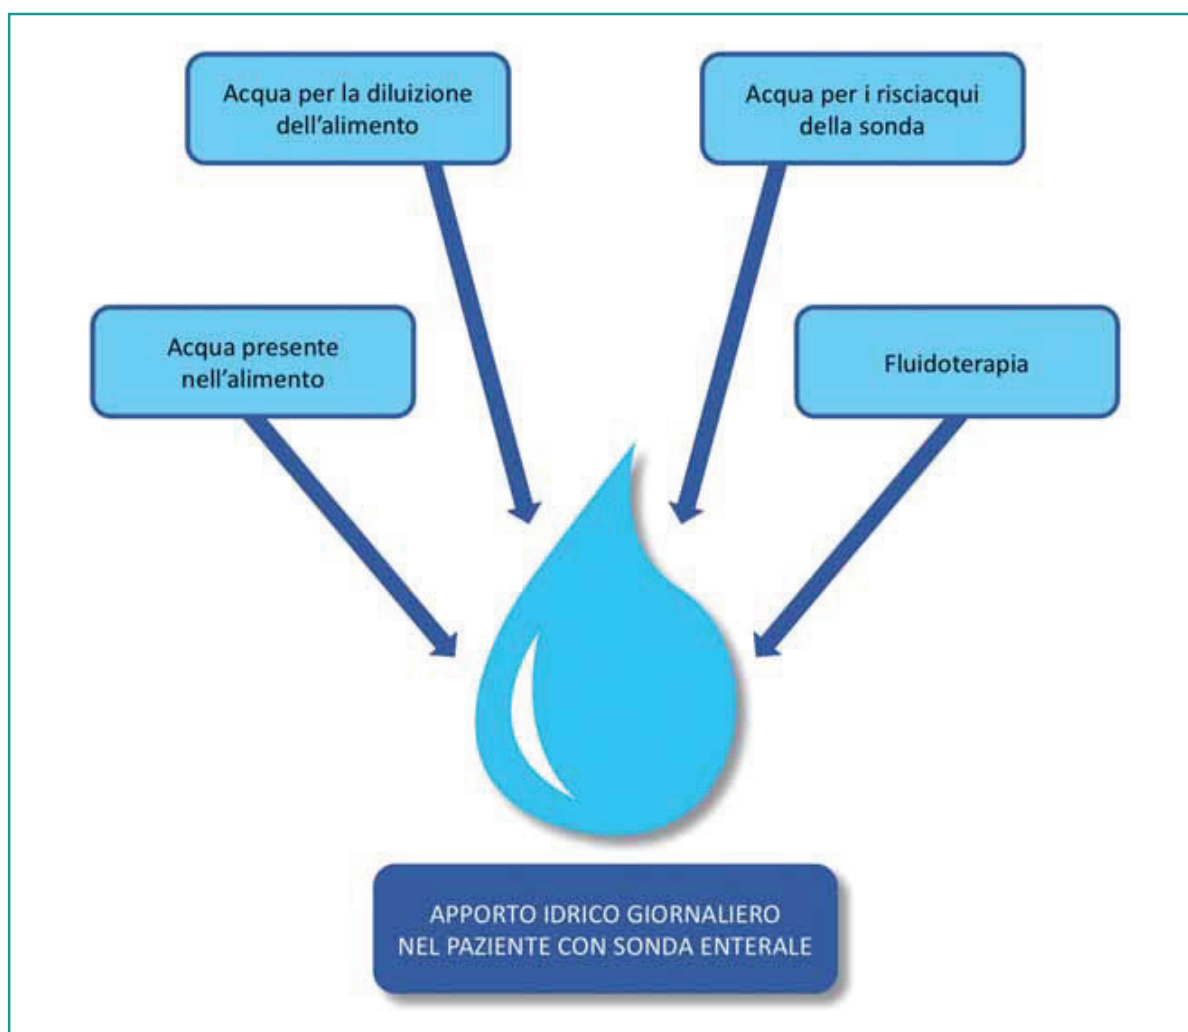 Acqua per la diluizione
dell'alimento
Acqua per i risciacqui
della sonda
Acqua presente
nell'alimento
Fluidoterapia
APPORTO IDRICO GIORNALIERO
NEL PAZIENTE CON SONDA ENTERALE